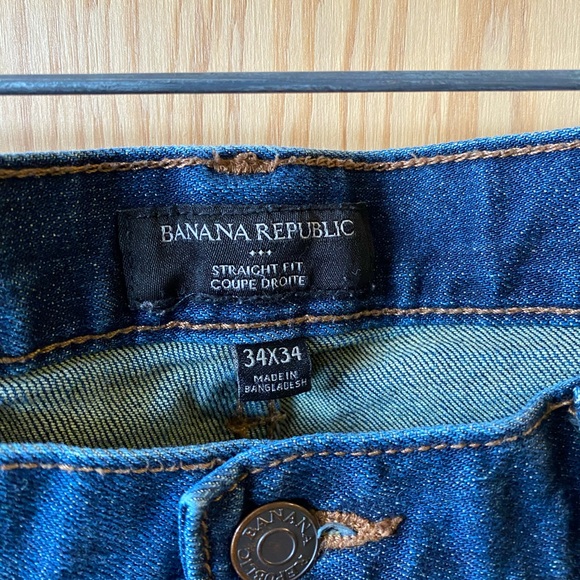 BANANA REPUBLIC
STRAIGHT FIT
COUPE DROITE
34X34
MADE IN
BANGLADESH
BANANA
REPUBLIC